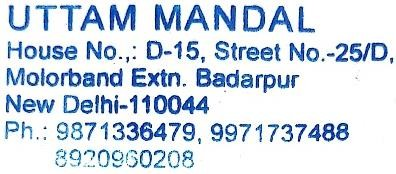 UTTAM MANDAL
House No.,: D-15, Street No.-25/D,
Molorband Extn. Badarpur
New Delhi-110044
Ph.: 9871336479, 9971737488
8920960208